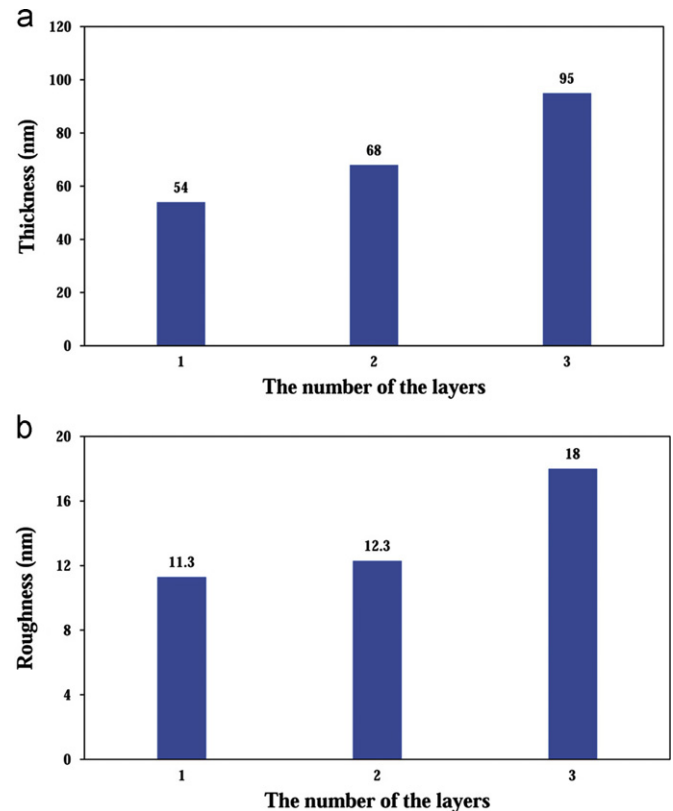 a
120
100
80
60
40
20
0
Thickness (nm)
54
68
95
1 2 3
The number of the layers
b
20
16
12
8
4
0
Roughness (nm)
11.3
12.3
18
1 2 3
The number of the layers